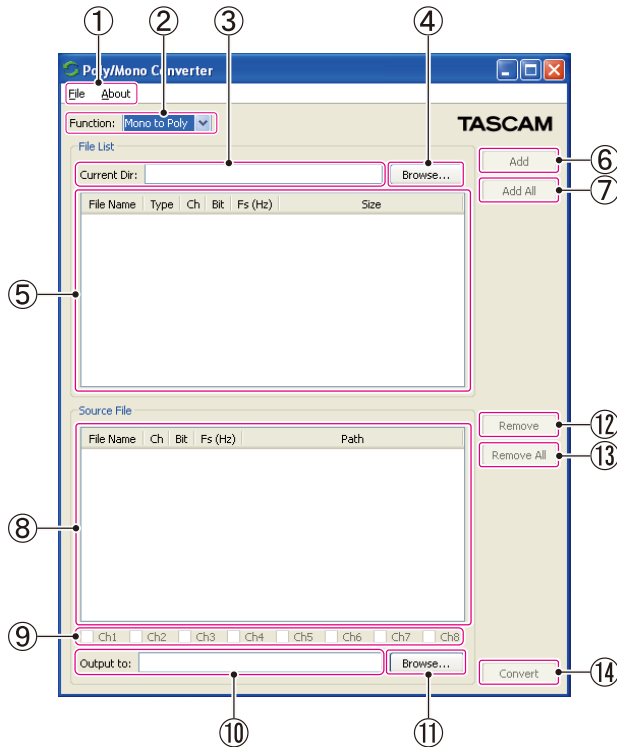 ① ② ③ ④
Poly/Mono Converter
File About
Function: Mono to Poly
TASCAM
File List
Current Dir: Browse...
Add ⑥
Add All ⑦
File Name Type Ch Bit Fs (Hz) Size
⑤
Source File
File Name Ch Bit Fs (Hz) Path
Remove ⑫
Remove All ⑬
⑧
⑨ Ch1 Ch2 Ch3 Ch4 Ch5 Ch6 Ch7 Ch8
Output to: Browse...
Convert ⑭
⑩ ⑪